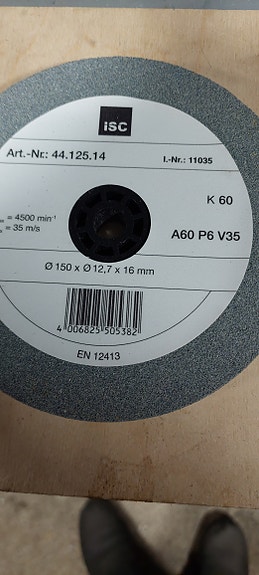 iSC
Art.-Nr.: 44.125.14
I.-Nr.: 11035
K 60
= 4500 min⁻¹
= 35 m/s
A60 P6 V35
Ø 150 x Ø 12,7 x 16 mm
4 006825 505382
EN 12413